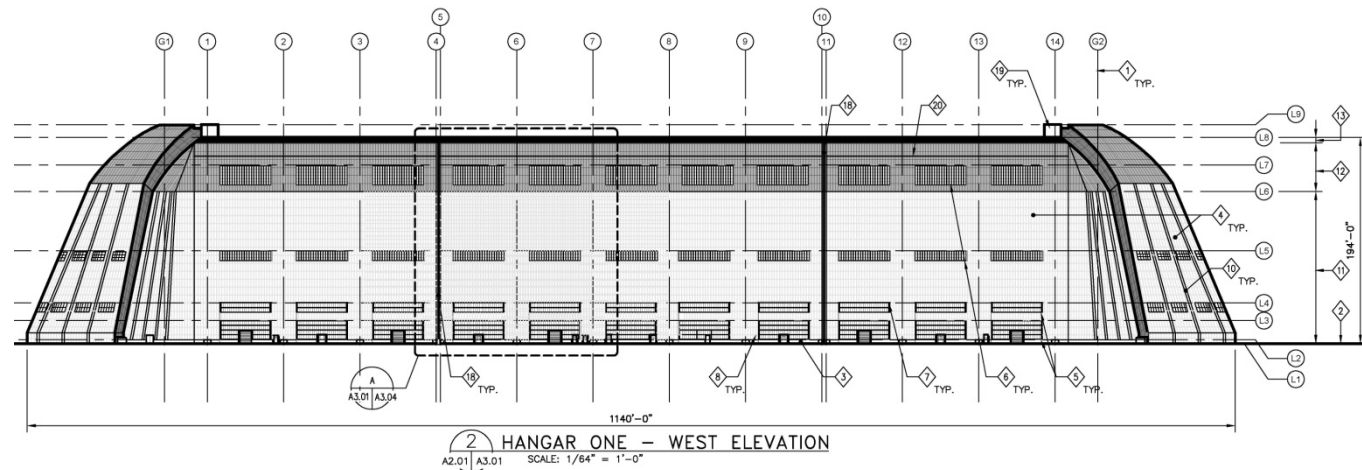 5
10
G1
1
2
3
4
6
7
8
9
11
12
13
14
G2
19
TYP.
1
TYP.
18
20
L9
L8
13
L7
12
L6
4
TYP.
L5
10
TYP.
11
194'-0"
L4
L3
2
L2
L1
A
A3.01 A3.04
18
TYP.
8
TYP.
3
7
TYP.
6
TYP.
5
TYP.
1140'-0"
2 HANGAR ONE - WEST ELEVATION
A2.01 A3.01 SCALE: 1/64" = 1'-0"